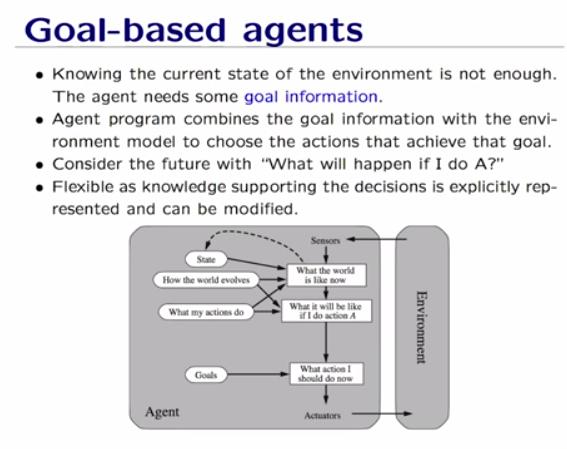 Goal-based agents
• Knowing the current state of the environment is not enough.
The agent needs some goal information.
• Agent program combines the goal information with the envi-
ronment model to choose the actions that achieve that goal.
• Consider the future with “What will happen if I do A?”
• Flexible as knowledge supporting the decisions is explicitly rep-
resented and can be modified.
Sensors
State
What the world
is like now
How the world evolves
What it will be like
if I do action A
What my actions do
What action I
should do now
Goals
Agent
Actuators
Environment